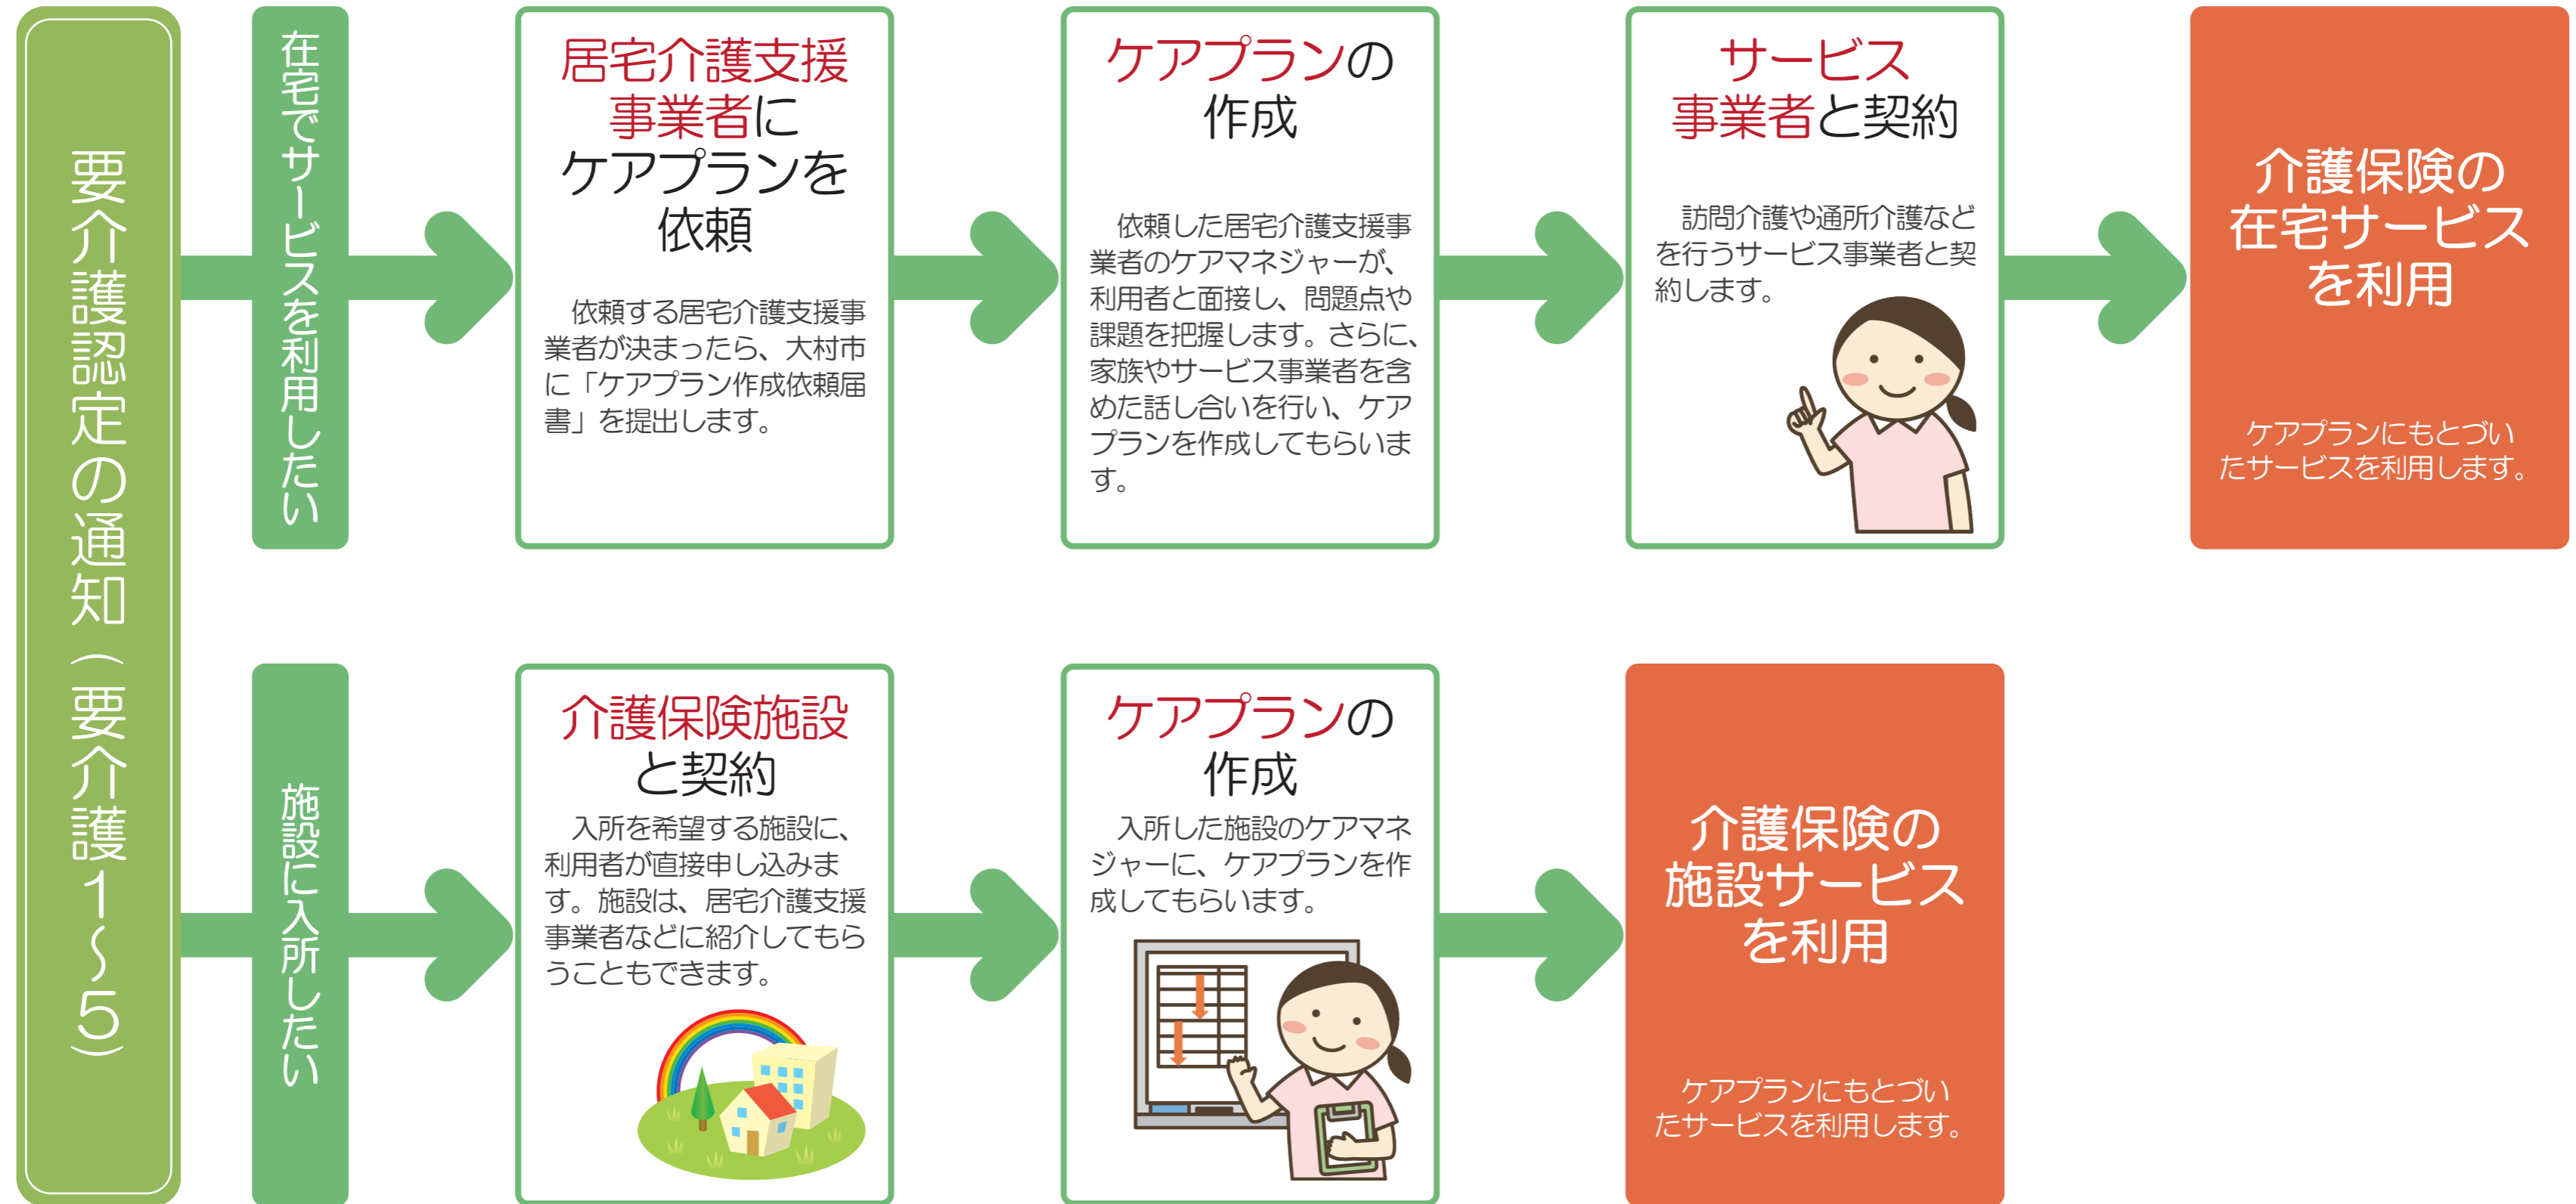 要介護認定の通知（要介護１～５）
在宅でサービスを利用したい
居宅介護支援
事業者に
ケアプランを
依頼
依頼する居宅介護支援事
業者が決まったら、大村市
に「ケアプラン作成依頼届
書」を提出します。
ケアプランの
作成
依頼した居宅介護支援事
業者のケアマネジャーが、
利用者と面接し、問題点や
課題を把握します。さらに、
家族やサービス事業者を含
めた話し合いを行い、ケア
プランを作成してもらいま
す。
サービス
事業者と契約
訪問介護や通所介護など
を行うサービス事業者と契
約します。
介護保険の
在宅サービス
を利用
ケアプランにもとづい
たサービスを利用します。
施設に入所したい
介護保険施設
と契約
入所を希望する施設に、
利用者が直接申し込みま
す。施設は、居宅介護支援
事業者などに紹介してもら
うこともできます。
ケアプランの
作成
入所した施設のケアマネ
ジャーに、ケアプランを作
成してもらいます。
介護保険の
施設サービス
を利用
ケアプランにもとづい
たサービスを利用します。